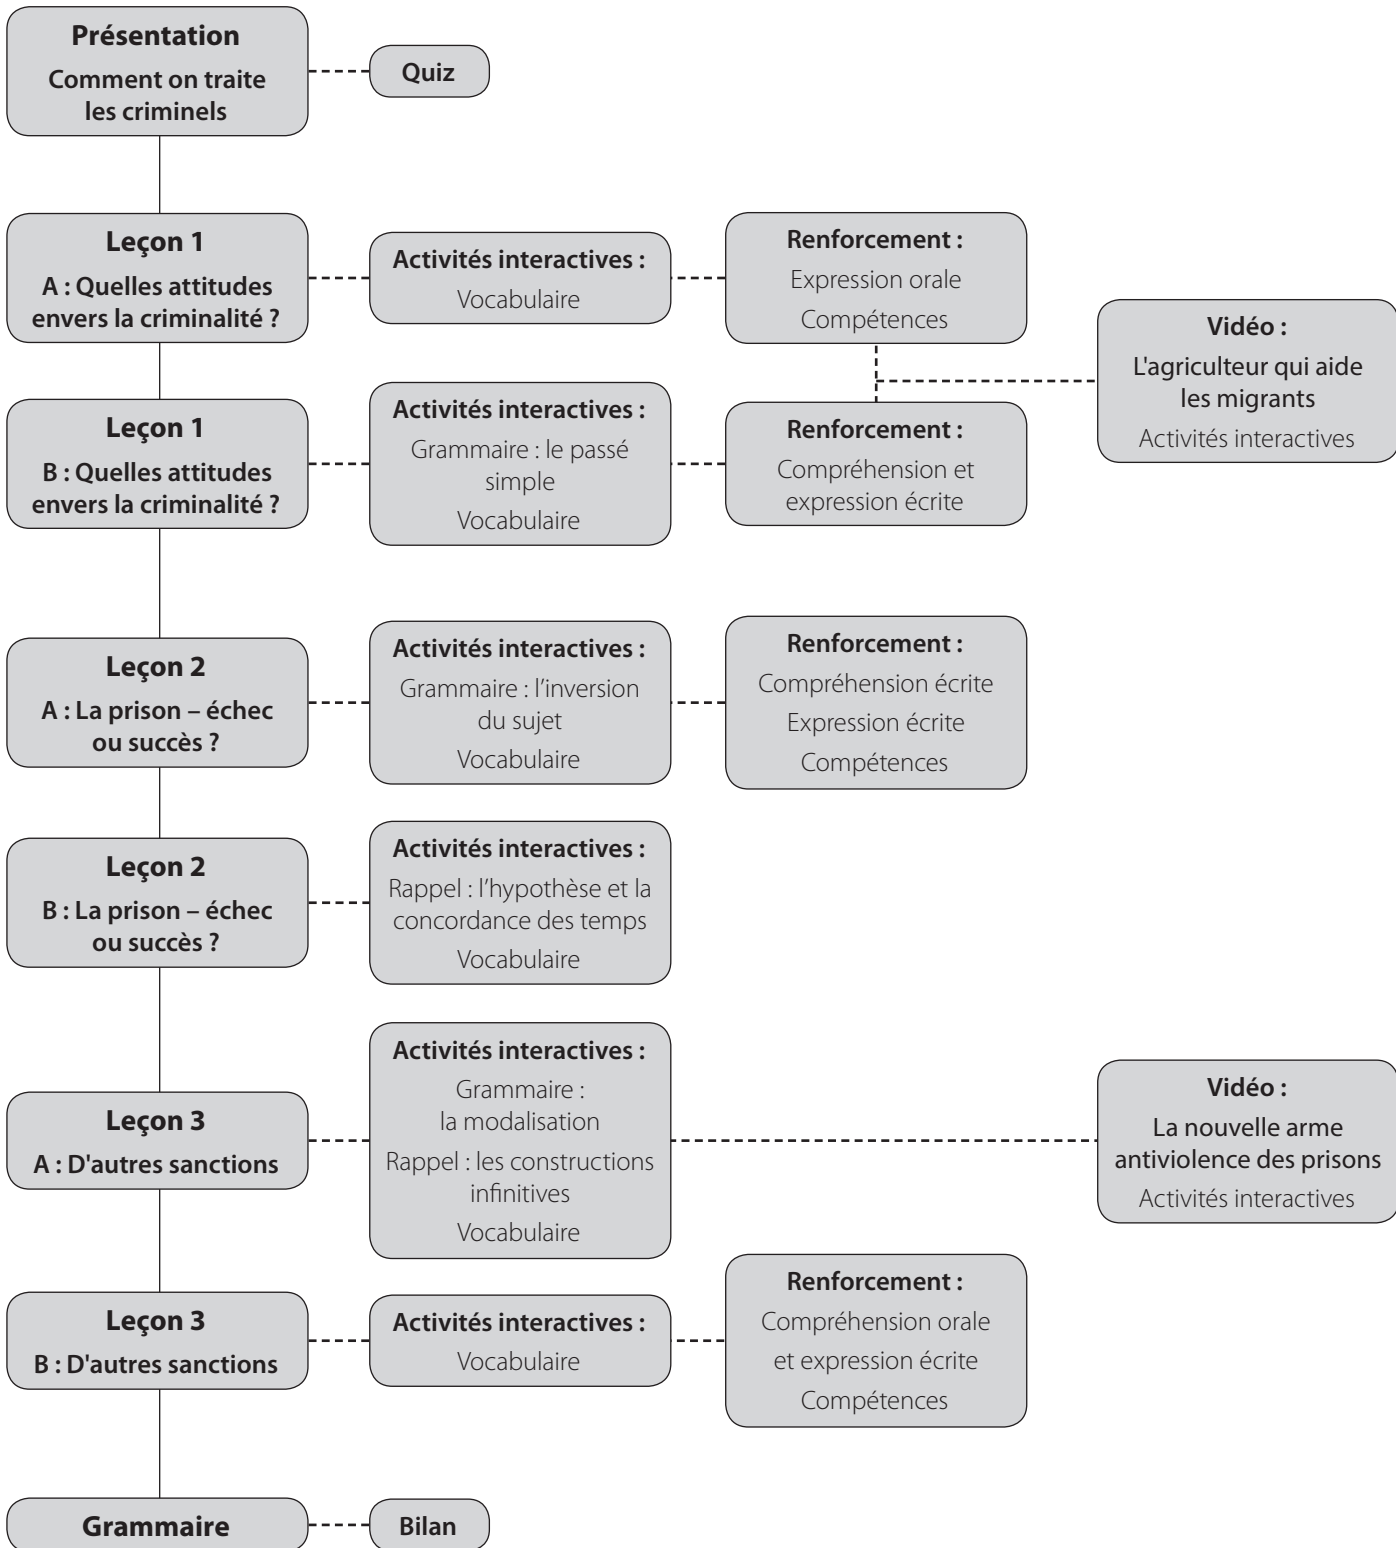 Présentation
Comment on traite
les criminels
Quiz
Leçon 1
A : Quelles attitudes
envers la criminalité ?
Activités interactives :
Vocabulaire
Renforcement :
Expression orale
Compétences
Vidéo :
L'agriculteur qui aide
les migrants
Activités interactives
Leçon 1
B : Quelles attitudes
envers la criminalité ?
Activités interactives :
Grammaire : le passé
simple
Vocabulaire
Renforcement :
Compréhension et
expression écrite
Leçon 2
A : La prison – échec
ou succès ?
Activités interactives :
Grammaire : l’inversion
du sujet
Vocabulaire
Renforcement :
Compréhension écrite
Expression écrite
Compétences
Leçon 2
B : La prison – échec
ou succès ?
Activités interactives :
Rappel : l’hypothèse et la
concordance des temps
Vocabulaire
Leçon 3
A : D'autres sanctions
Activités interactives :
Grammaire :
la modalisation
Rappel : les constructions
infinitives
Vocabulaire
Vidéo :
La nouvelle arme
antiviolence des prisons
Activités interactives
Leçon 3
B : D'autres sanctions
Activités interactives :
Vocabulaire
Renforcement :
Compréhension orale
et expression écrite
Compétences
Grammaire
Bilan